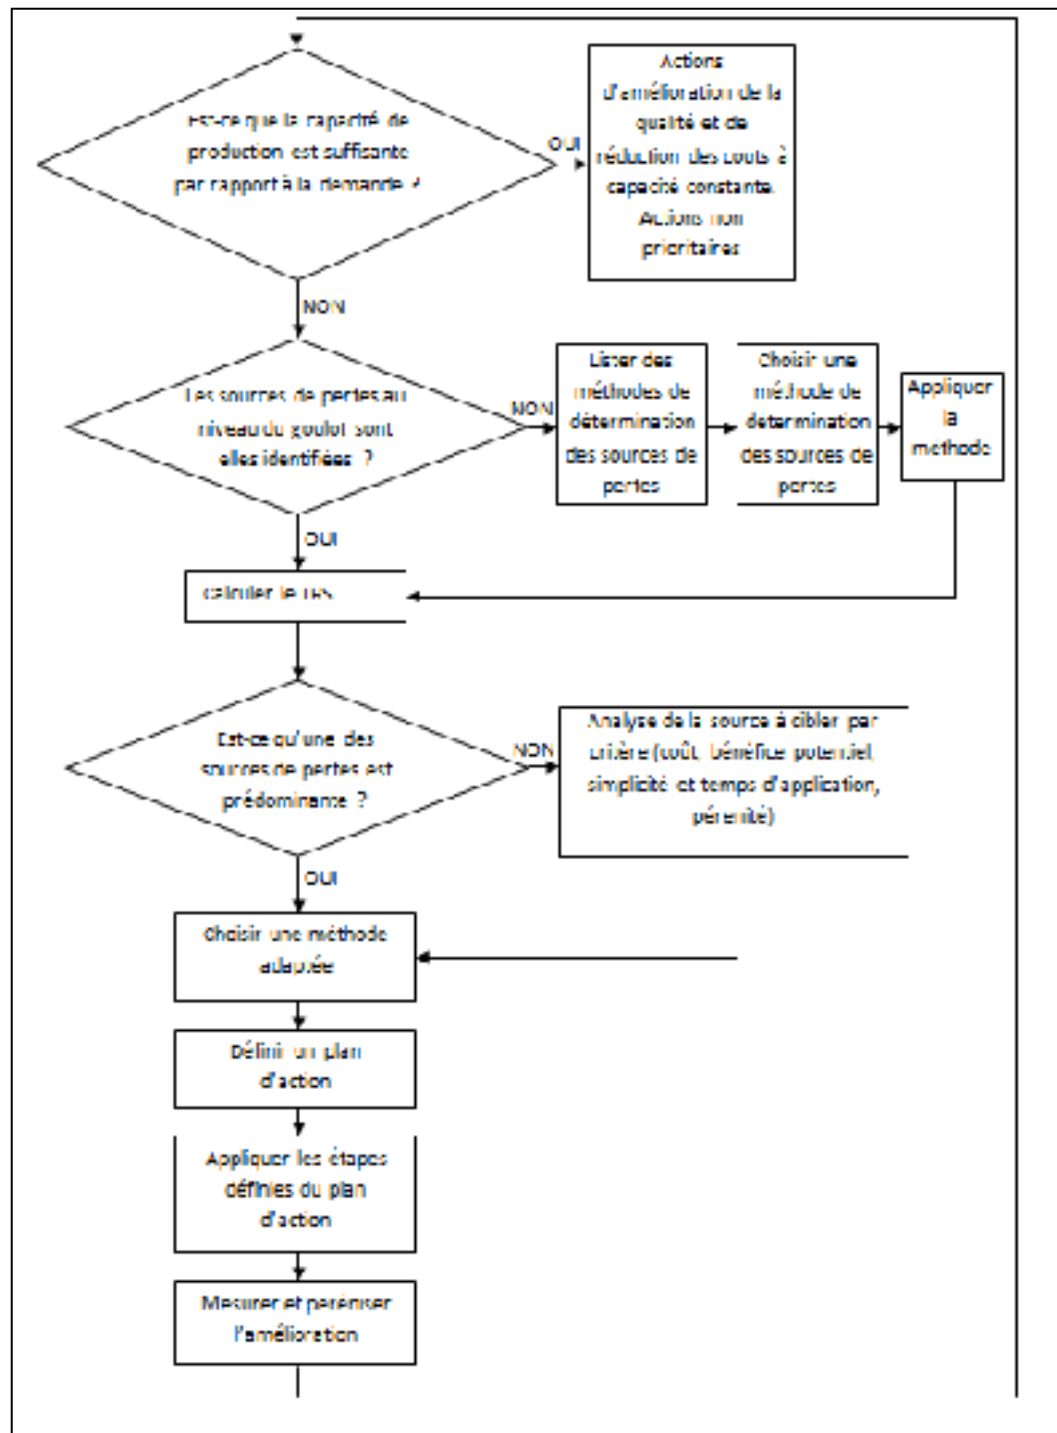 Est-ce que la capacité de
production est suffisante
par rapport à la demande ?
OUI
Actions
d'amélioration de la
qualité et de
réduction des couts à
capacité constante.
Actions non
prioritaires
NON
Les sources de pertes au
niveau du goulot sont
elles identifiées ?
NON
Lister des
méthodes de
détermination
des sources de
pertes
Choisir une
méthode de
determination
des sources de
pertes
Appliquer
la
methode
OUI
Calculer le TRS
Est-ce qu'une des
sources de pertes est
prédominante ?
NON
Analyse de la source à cibler par
critère (coût, bénéfice potentiel,
simplicité et temps d'application,
pérenité)
OUI
Choisir une méthode
adaptée
Définir un plan
d'action
Appliquer les étapes
définies du plan
d'action
Mesurer et peréniser
l'amélioration